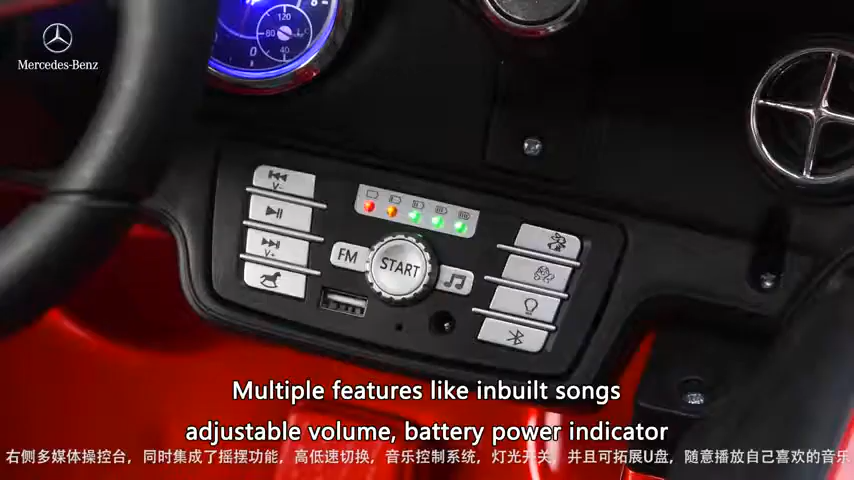 120
80
40
0
8
Mercedes-Benz
V-
V+
FM
START
Multiple features like inbuilt songs
adjustable volume, battery power indicator
右侧多媒体操控台，同时集成了摇摆功能，高低速切换，音乐控制系统，灯光开关，并且可拓展U盘，随意播放自己喜欢的音乐